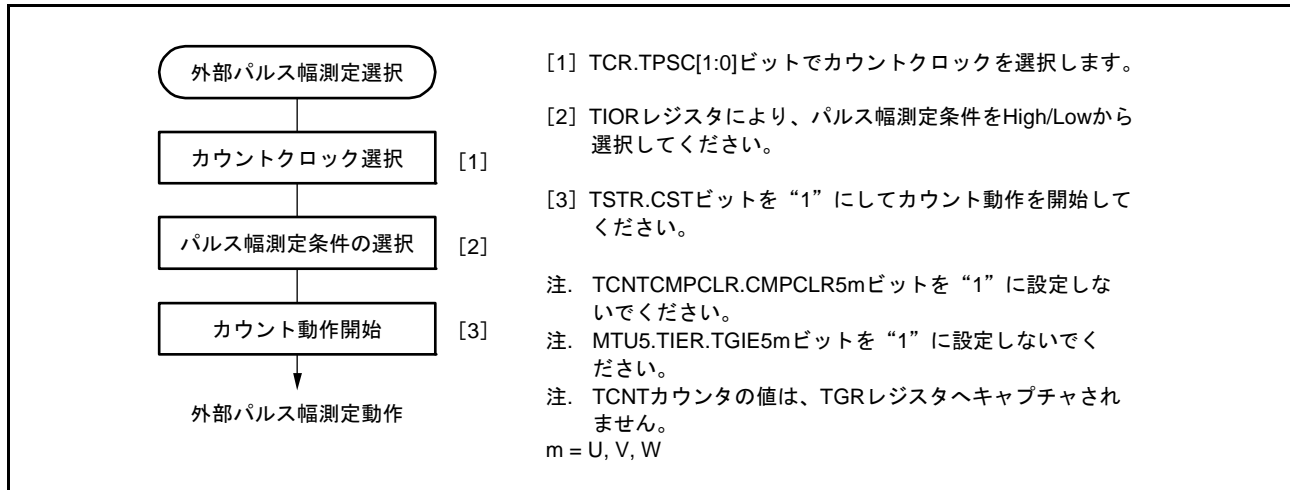 外部パルス幅測定選択
カウントクロック選択 [1]
パルス幅測定条件の選択 [2]
カウント動作開始 [3]
外部パルス幅測定動作
[1] TCR.TPSC[1:0]ビットでカウントクロックを選択します。
[2] TIORレジスタにより、パルス幅測定条件をHigh/Lowから
選択してください。
[3] TSTR.CSTビットを“1”にしてカウント動作を開始して
ください。
注. TCNTCMPCLR.CMPCLR5mビットを“1”に設定しな
いでください。
注. MTU5.TIER.TGIE5mビットを“1”に設定しないでく
ださい。
注. TCNTカウンタの値は、TGRレジスタへキャプチャされ
ません。
m = U, V, W